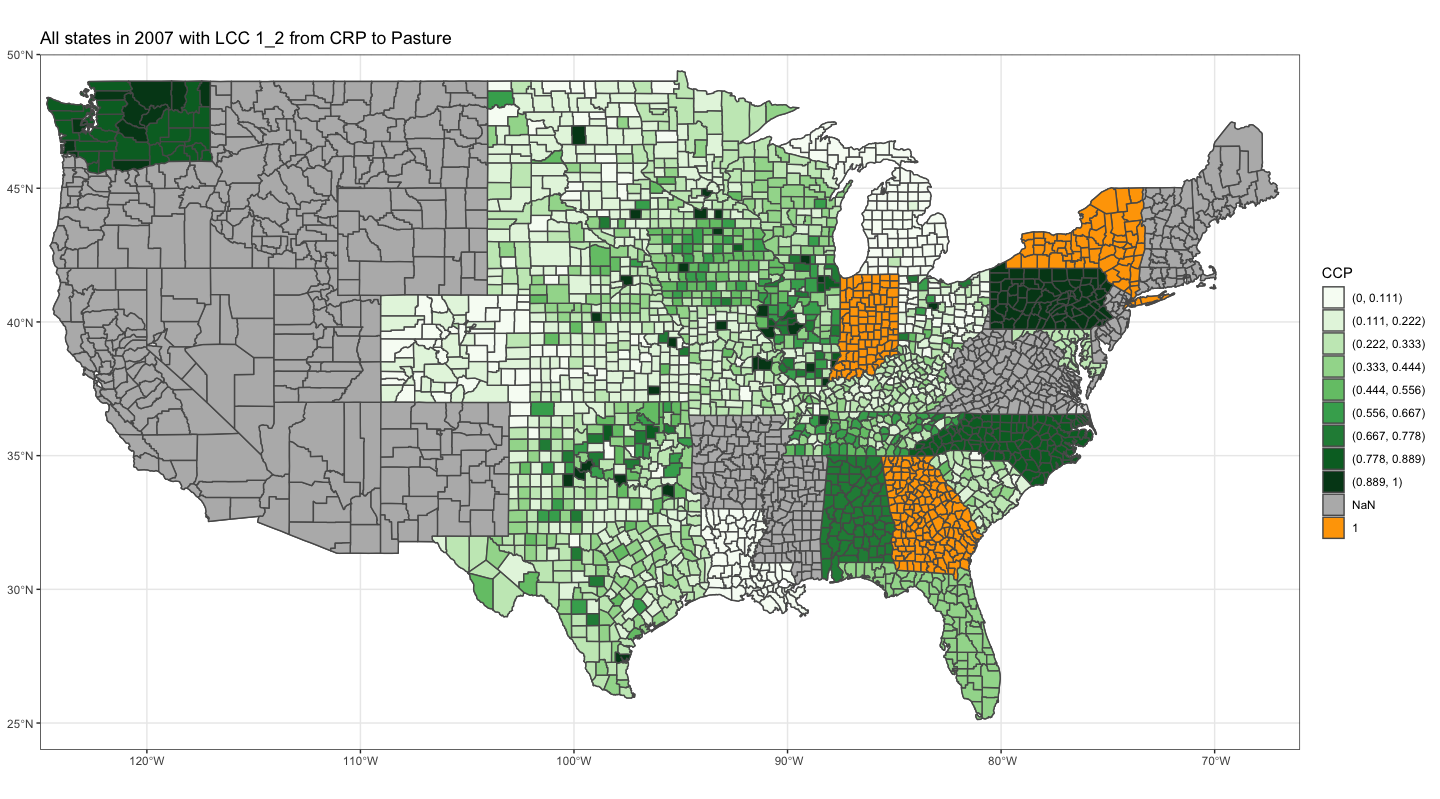 All states in 2007 with LCC 1_2 from CRP to Pasture
50°N
45°N
40°N
35°N
30°N
25°N
120°W
110°W
100°W
90°W
80°W
70°W
CCP
(0, 0.111)
(0.111, 0.222)
(0.222, 0.333)
(0.333, 0.444)
(0.444, 0.556)
(0.556, 0.667)
(0.667, 0.778)
(0.778, 0.889)
(0.889, 1)
NaN
1